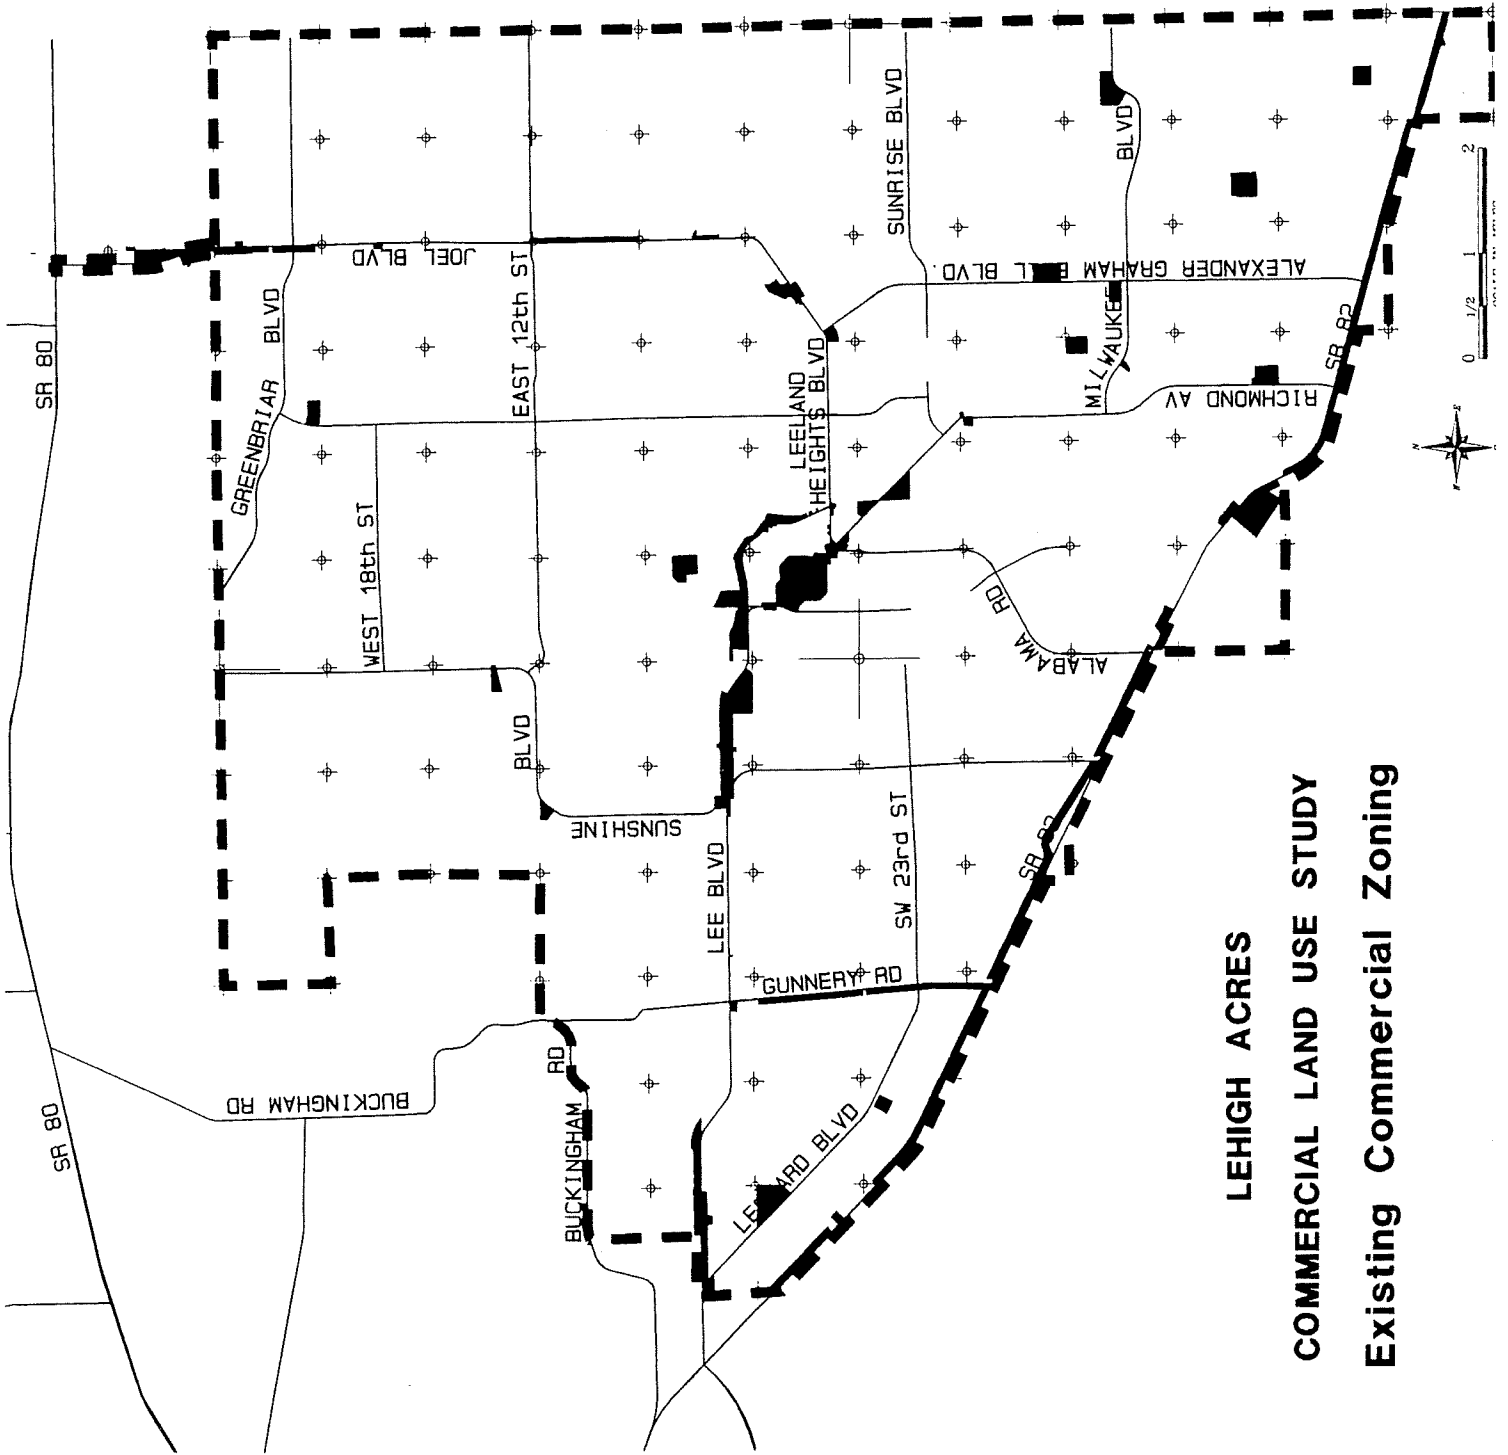 LEHIGH ACRES
COMMERCIAL LAND USE STUDY
Existing Commercial Zoning
SR 80
SR 80
BUCKINGHAM RD
BUCKINGHAM
RD
GREENBRIAR
BLVD
WEST 18th ST
JOEL BLVD
EAST 12th ST
BLVD
SUNSHINE
LEE BLVD
GUNNERY RD
SW 23rd ST
BLVD
LEELAND
HEIGHTS BLVD
SUNRISE BLVD
ALEXANDER GRAHAM
BLVD.
MILWAUKEE
BLVD
RICHMOND AV
ALABAMA
RD
SR 82
SR
0 1/2 1 2